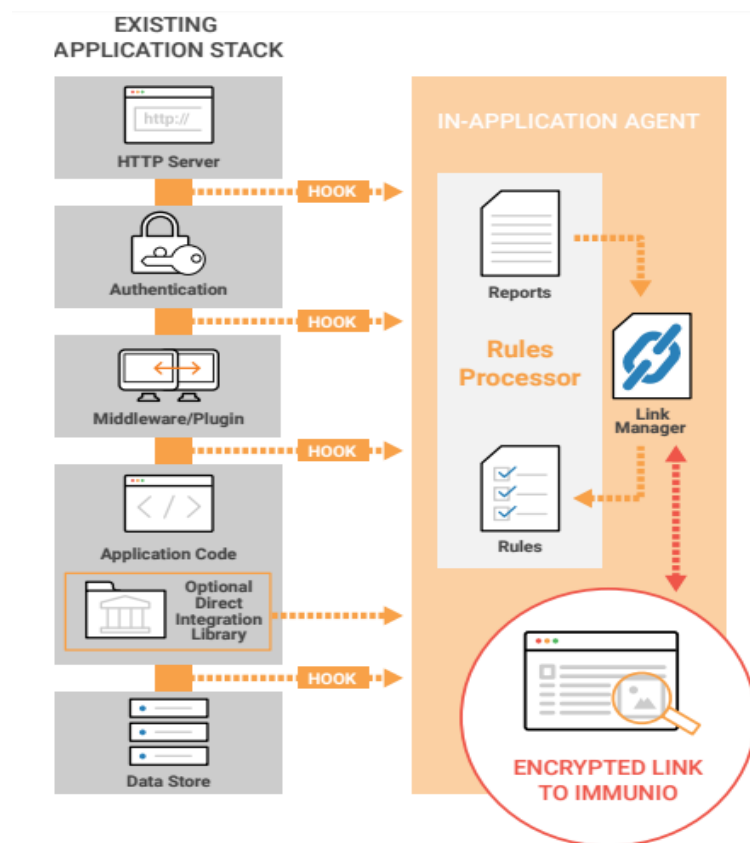 EXISTING
APPLICATION STACK
http://
HTTP Server
HOOK
Authentication
HOOK
Middleware/Plugin
HOOK
</>
Application Code
Optional
Direct
Integration
Library
HOOK
Data Store
IN-APPLICATION AGENT
Reports
Rules
Processor
Link
Manager
Rules
ENCRYPTED LINK
TO IMMUNIO